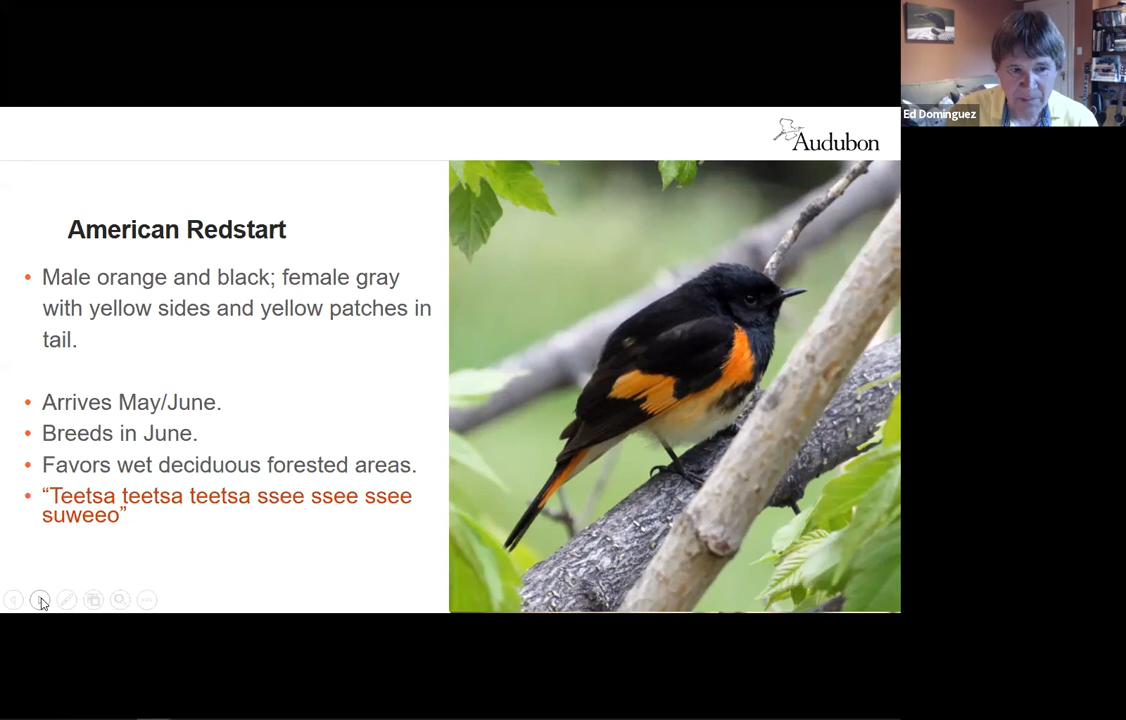 Ed Dominguez
Audubon
American Redstart
• Male orange and black; female gray
with yellow sides and yellow patches in
tail.
• Arrives May/June.
• Breeds in June.
• Favors wet deciduous forested areas.
• “Teetsa teetsa teetsa ssee ssee ssee
suweeo”